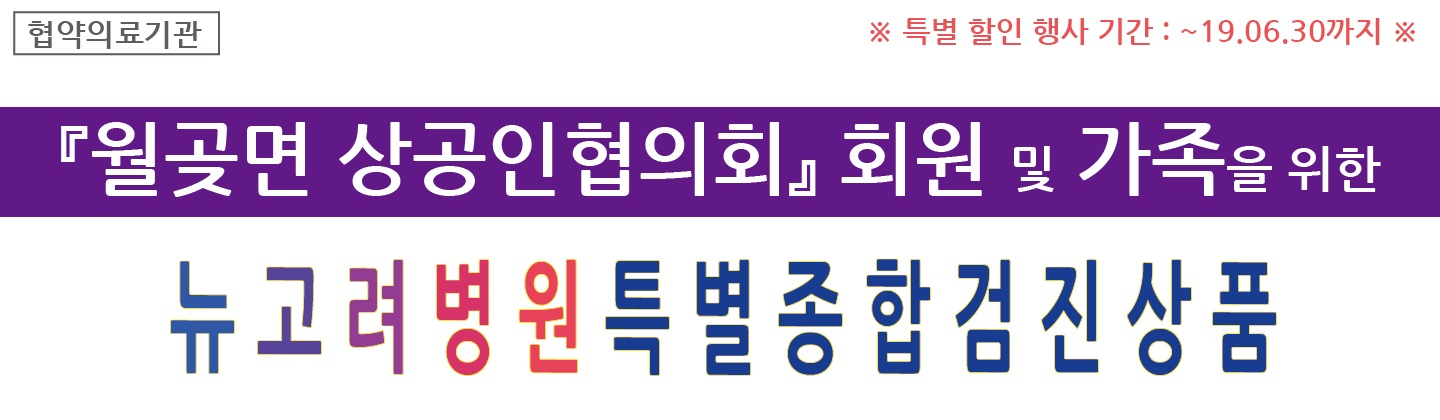 협약의료기관
※ 특별 할인 행사 기간 : ~19.06.30까지 ※
『월곶면 상공인협의회』 회원 및 가족을 위한
뉴고려병원특별종합검진상품